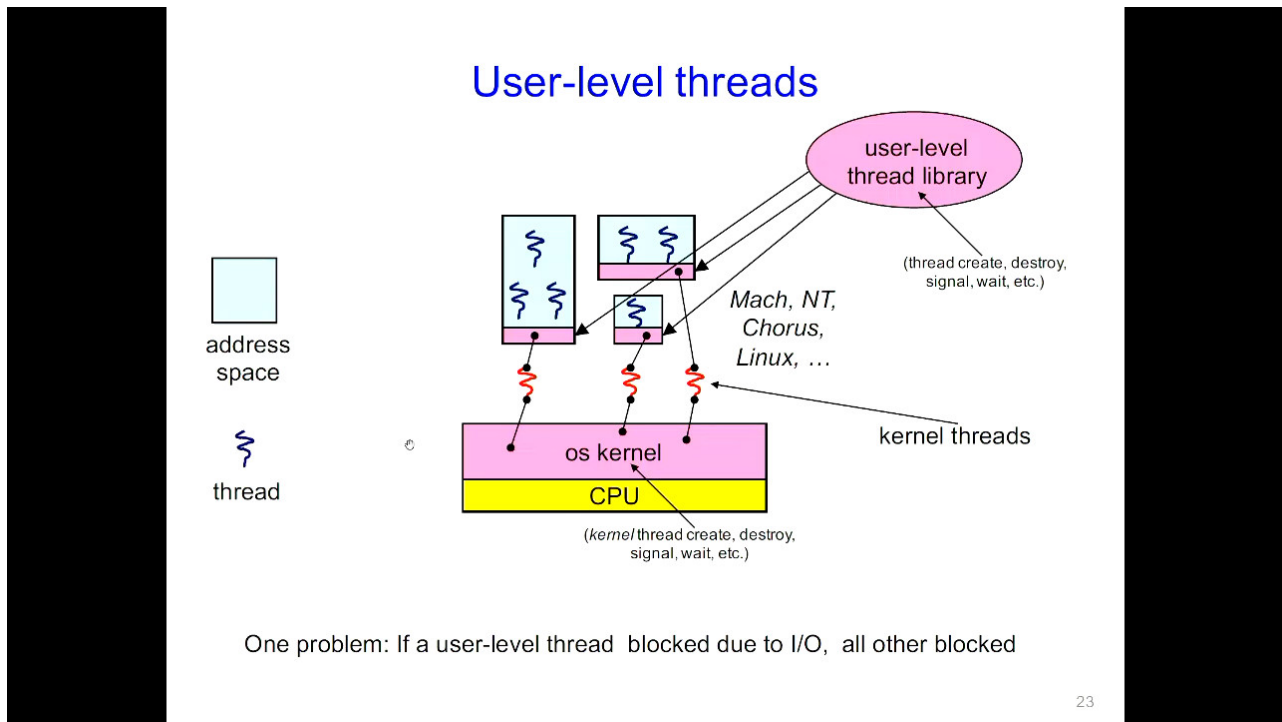 User-level threads
user-level
thread library
(thread create, destroy,
signal, wait, etc.)
Mach, NT,
Chorus,
Linux, …
address
space
thread
kernel threads
os kernel
CPU
(kernel thread create, destroy,
signal, wait, etc.)
One problem: If a user-level thread  blocked due to I/O,  all other blocked
23